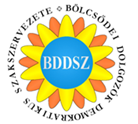 BÖLCSŐDEI DOLGOZÓK DEMOKRATIKUS SZAKSZERVEZETE
BDDSZ